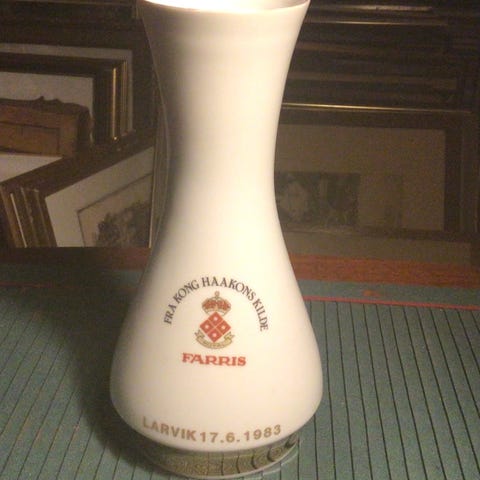 FRA KONG HAAKONS KILDE
FARRIS
LARVIK 17.6.1983